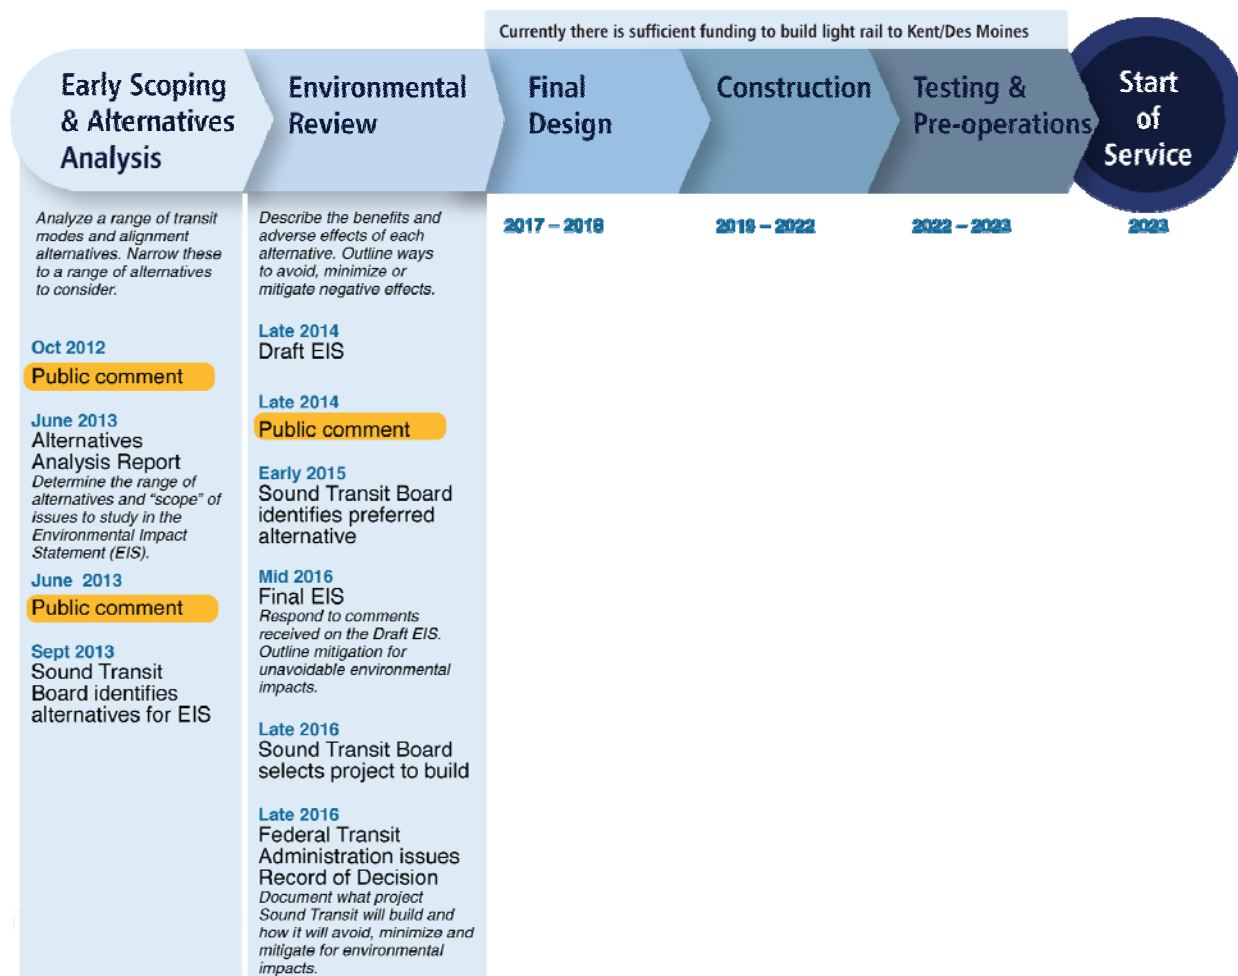 Currently there is sufficient funding to build light rail to Kent/Des Moines
Early Scoping
& Alternatives
Analysis
Environmental
Review
Final
Design
Construction
Testing &
Pre-operations
Start
of
Service
Analyze a range of transit
modes and alignment
alternatives. Narrow these
to a range of alternatives
to consider.
Oct 2012
Public comment
June 2013
Alternatives
Analysis Report
Determine the range of
alternatives and “scope” of
issues to study in the
Environmental Impact
Statement (EIS).
June 2013
Public comment
Sept 2013
Sound Transit
Board identifies
alternatives for EIS
Describe the benefits and
adverse effects of each
alternative. Outline ways
to avoid, minimize or
mitigate negative effects.
Late 2014
Draft EIS
Late 2014
Public comment
Early 2015
Sound Transit Board
identifies preferred
alternative
Mid 2016
Final EIS
Respond to comments
received on the Draft EIS.
Outline mitigation for
unavoidable environmental
impacts.
Late 2016
Sound Transit Board
selects project to build
Late 2016
Federal Transit
Administration issues
Record of Decision
Document what project
Sound Transit will build and
how it will avoid, minimize and
mitigate for environmental
impacts.
2017 – 2018
2019 – 2022
2022 – 2023
2023